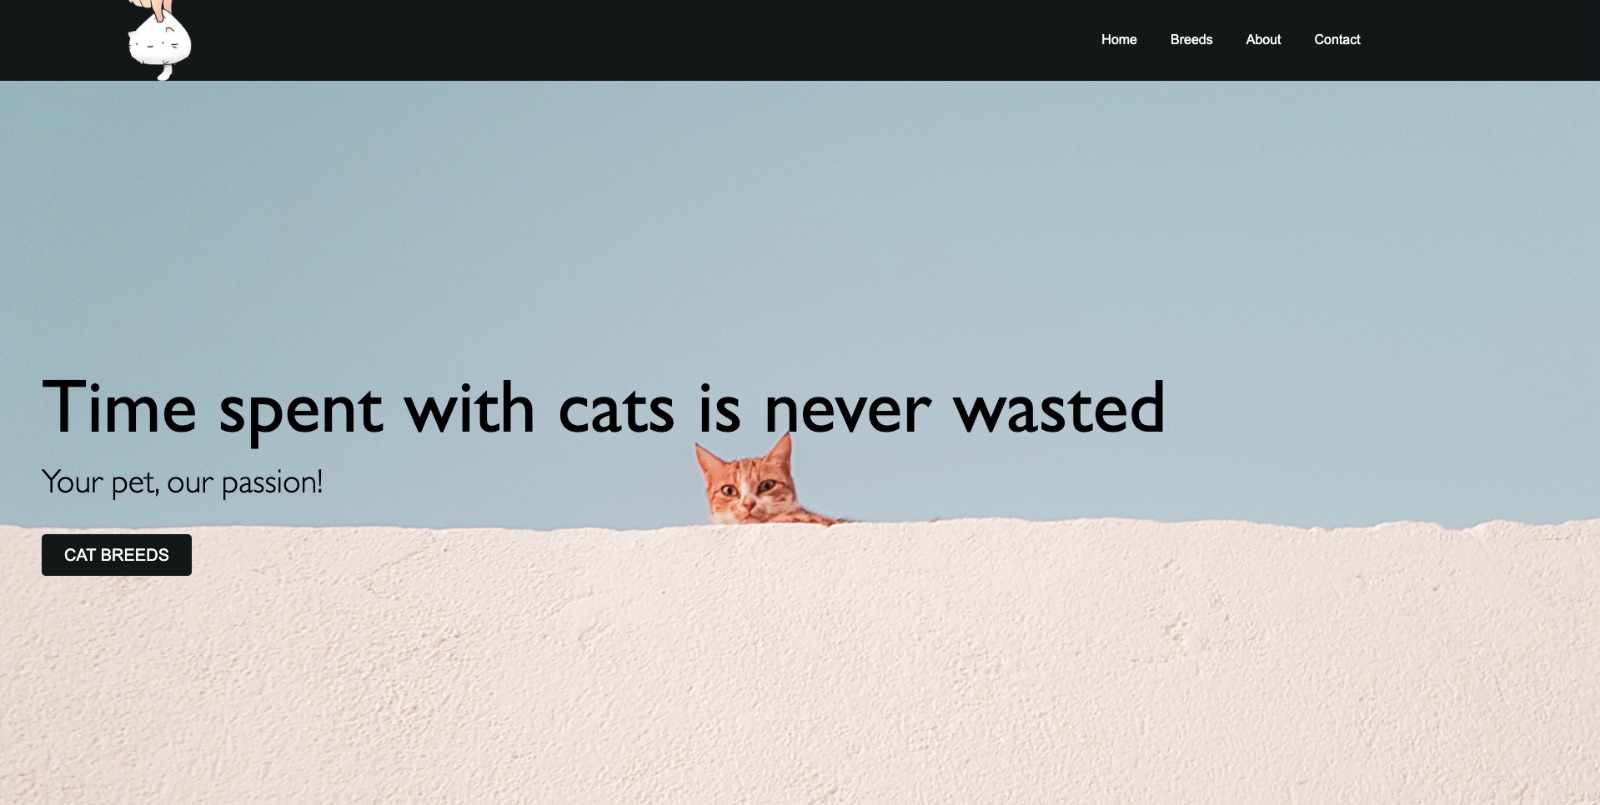 Home Breeds About Contact
Time spent with cats is never wasted
Your pet, our passion!
CAT BREEDS